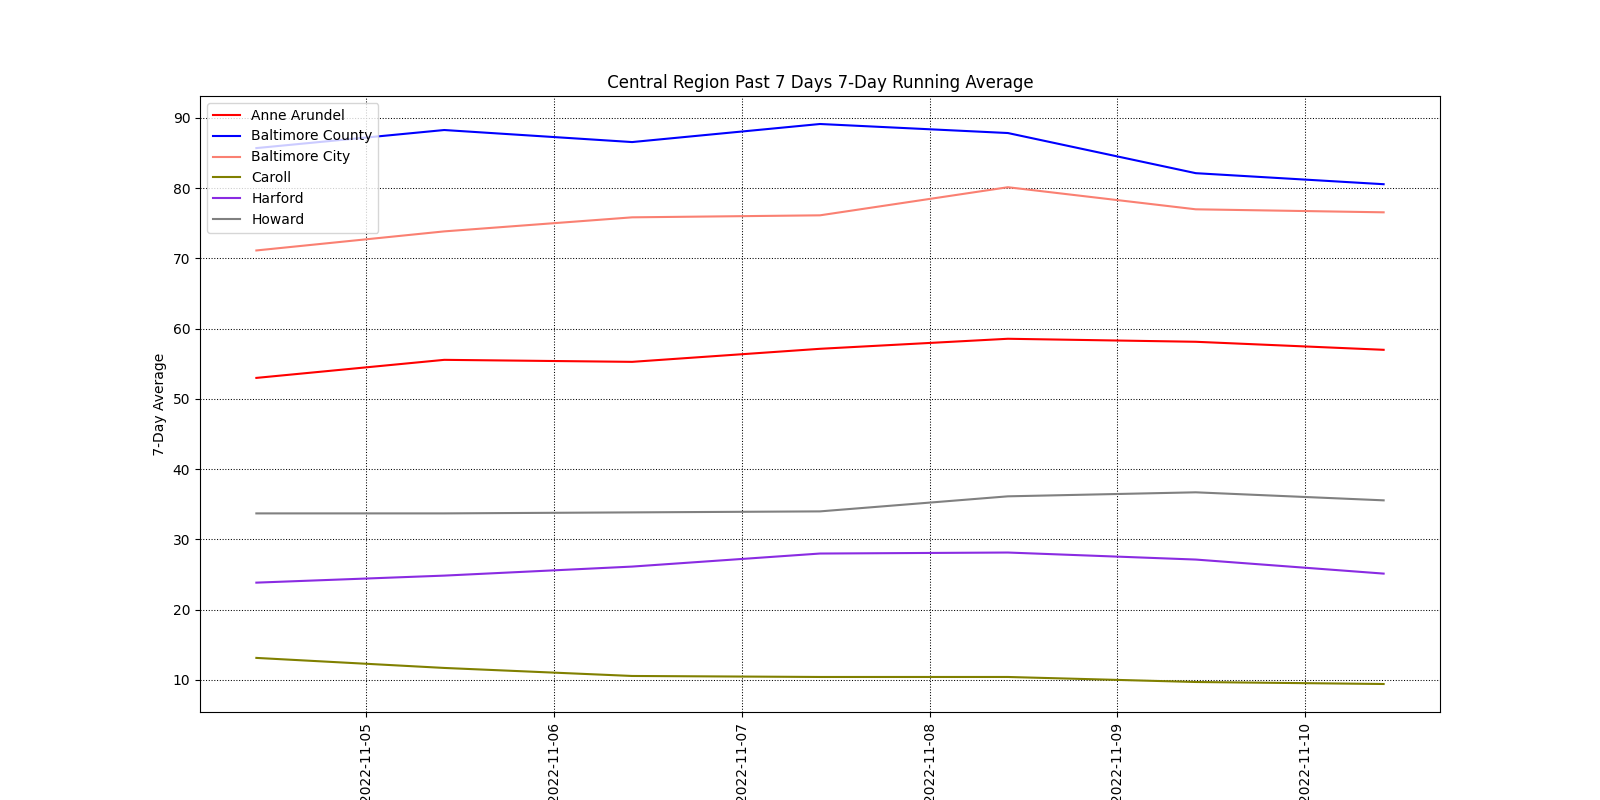 Central Region Past 7 Days 7-Day Running Average
Anne Arundel
Baltimore County
Baltimore City
Caroll
Harford
Howard
7-Day Average
90
80
70
60
50
40
30
20
10
2022-11-05
2022-11-06
2022-11-07
2022-11-08
2022-11-09
2022-11-10